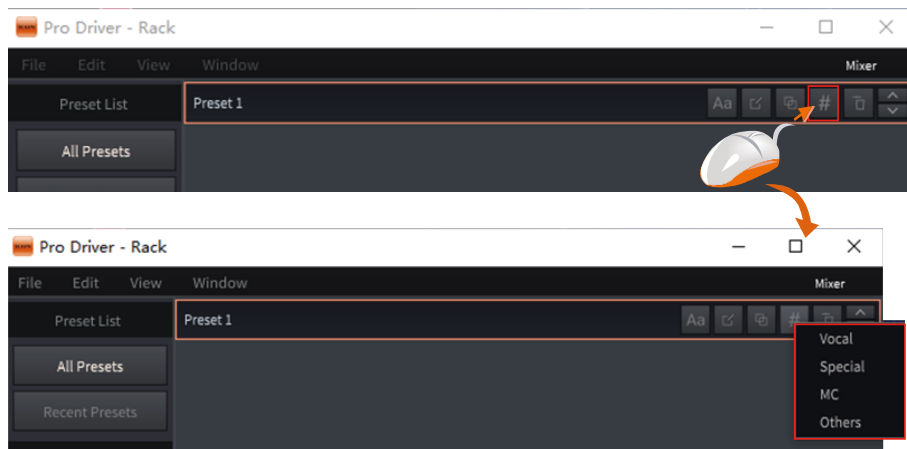 Pro Driver - Rack
File Edit View Window Mixer
Preset List Preset 1 Aa #
All Presets
Pro Driver - Rack
File Edit View Window Mixer
Preset List Preset 1 Aa #
Vocal
All Presets Special
MC
Recent Presets
Others